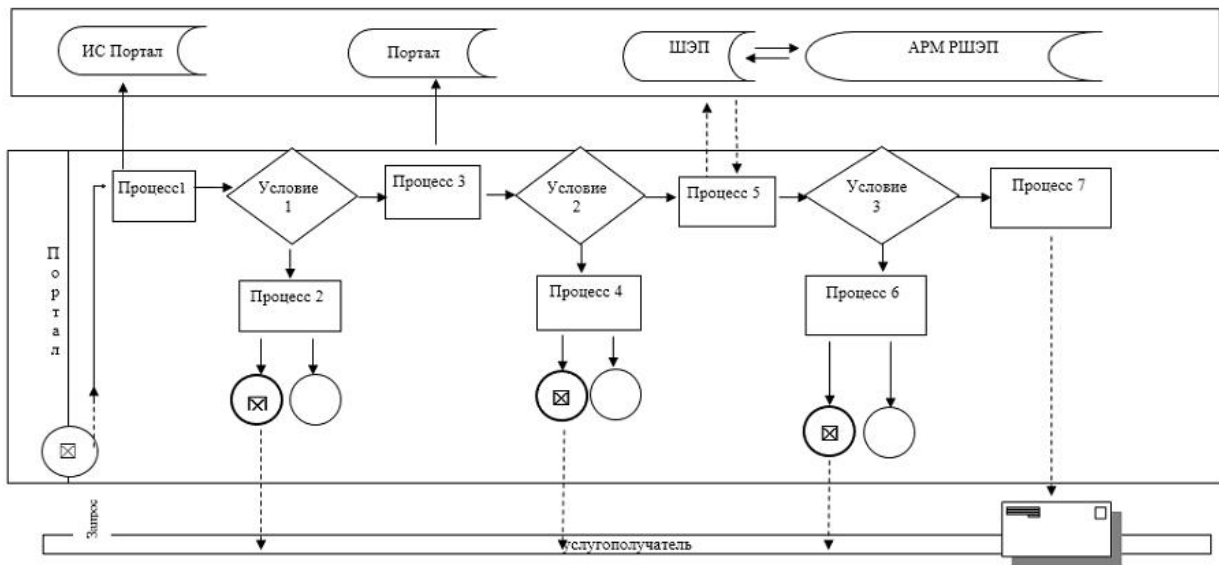 ИС Портал
Портал
ШЭП
АРМ РШЭП
Процесс1
Условие
1
Процесс 3
Условие
2
Процесс 5
Условие
3
Процесс 7
Портал
Процесс 2
Процесс 4
Процесс 6
Запрос
услугополучатель